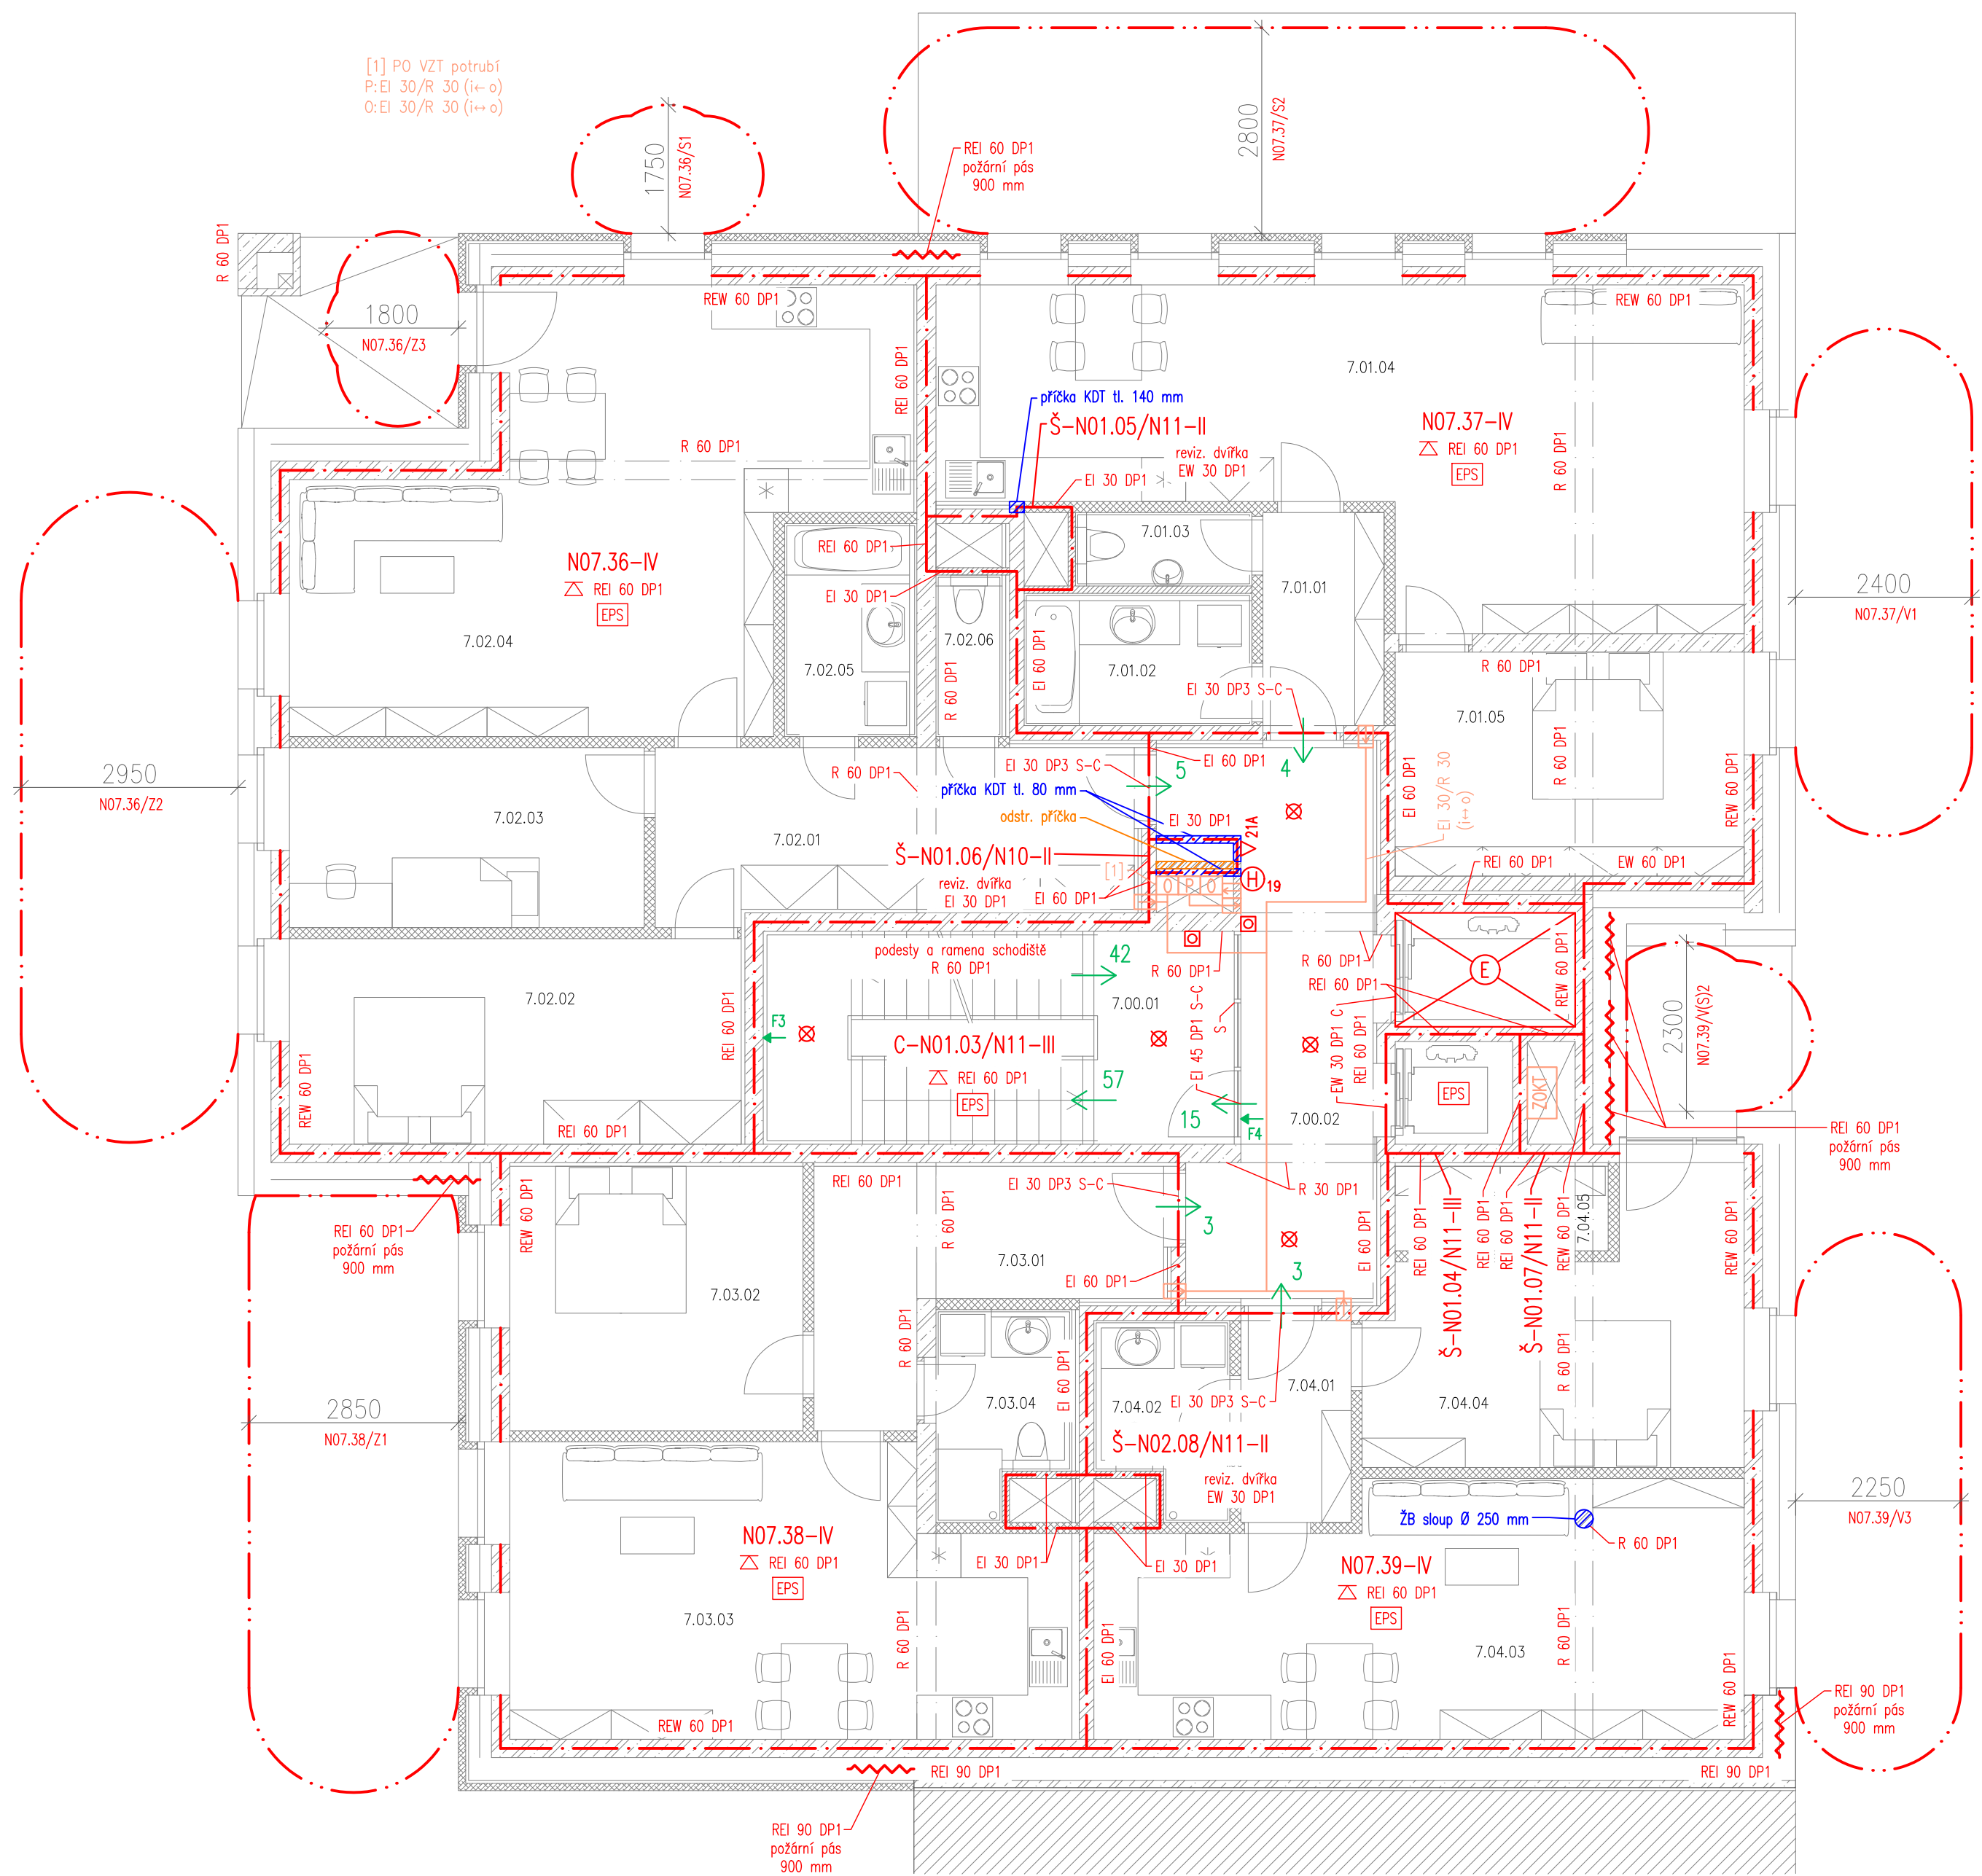 [1] PO VZT potrubí
P: EI 30/R 30 (i← o)
O: EI 30/R 30 (i↔ o)
1750
N07.36/S1
2800
N07.37/S2
REI 60 DP1
požární pás
900 mm
R 60 DP1
1800
N07.36/Z3
REW 60 DP1
REI 60 DP1
R 60 DP1
REW 60 DP1
7.01.04
příčka KDT tl. 140 mm
Š-N01.05/N11-II
N07.37-IV
REI 60 DP1
EPS
R 60 DP1
reviz. dvířka
EW 30 DP1
EI 30 DP1
N07.36-IV
REI 60 DP1
EPS
REI 60 DP1
EI 30 DP1
7.01.03
7.01.01
2400
N07.37/V1
7.02.04
7.02.05
7.02.06
R 60 DP1
EI 60 DP1
7.01.02
EI 30 DP3 S-C
R 60 DP1
7.01.05
R 60 DP1
2950
N07.36/Z2
R 60 DP1
EI 30 DP3 S-C
5
EI 60 DP1
4
EI 60 DP1
EI 30/R 30
(i↔ o)
REW 60 DP1
příčka KDT tl. 80 mm
odstr. příčka
7.02.03
7.02.01
EI 30 DP1
21A
Š-N01.06/N10-II
[1]
reviz. dvířka
EI 30 DP1
EI 60 DP1
O P O
H 19
REI 60 DP1
EW 60 DP1
podesty a ramena schodiště
R 60 DP1
42
R 60 DP1
R 60 DP1
E
REW 60 DP1
REI 60 DP1
7.02.02
7.00.01
REI 60 DP1
F3
C-N01.03/N11-III
REI 60 DP1
EPS
57
EI 45 DP1 S-C
S
EW 30 DP1 C
REI 60 DP1
15
F4
7.00.02
EPS
ZOKT
2300
N07.39/V(S)2
REW 60 DP1
REI 60 DP1
REI 60 DP1
požární pás
900 mm
REI 60 DP1
požární pás
900 mm
REW 60 DP1
REI 60 DP1
R 60 DP1
EI 30 DP3 S-C
3
R 30 DP1
EI 60 DP1
REI 60 DP1
Š-N01.04/N11-III
REI 60 DP1
REI 60 DP1
Š-N01.07/N11-II
REW 60 DP1
7.04.05
REW 60 DP1
7.03.01
EI 60 DP1
3
7.03.02
R 60 DP1
2850
N07.38/Z1
7.03.04
EI 60 DP1
7.04.02
EI 30 DP3 S-C
7.04.01
7.04.04
R 60 DP1
Š-N02.08/N11-II
reviz. dvířka
EW 30 DP1
2250
N07.39/V3
ŽB sloup Ø 250 mm
R 60 DP1
N07.38-IV
REI 60 DP1
EPS
EI 30 DP1
EI 30 DP1
N07.39-IV
REI 60 DP1
EPS
7.03.03
R 60 DP1
EI 60 DP1
7.04.03
R 60 DP1
REW 60 DP1
REW 60 DP1
REI 90 DP1
požární pás
900 mm
REI 90 DP1
REI 90 DP1
REI 90 DP1
požární pás
900 mm